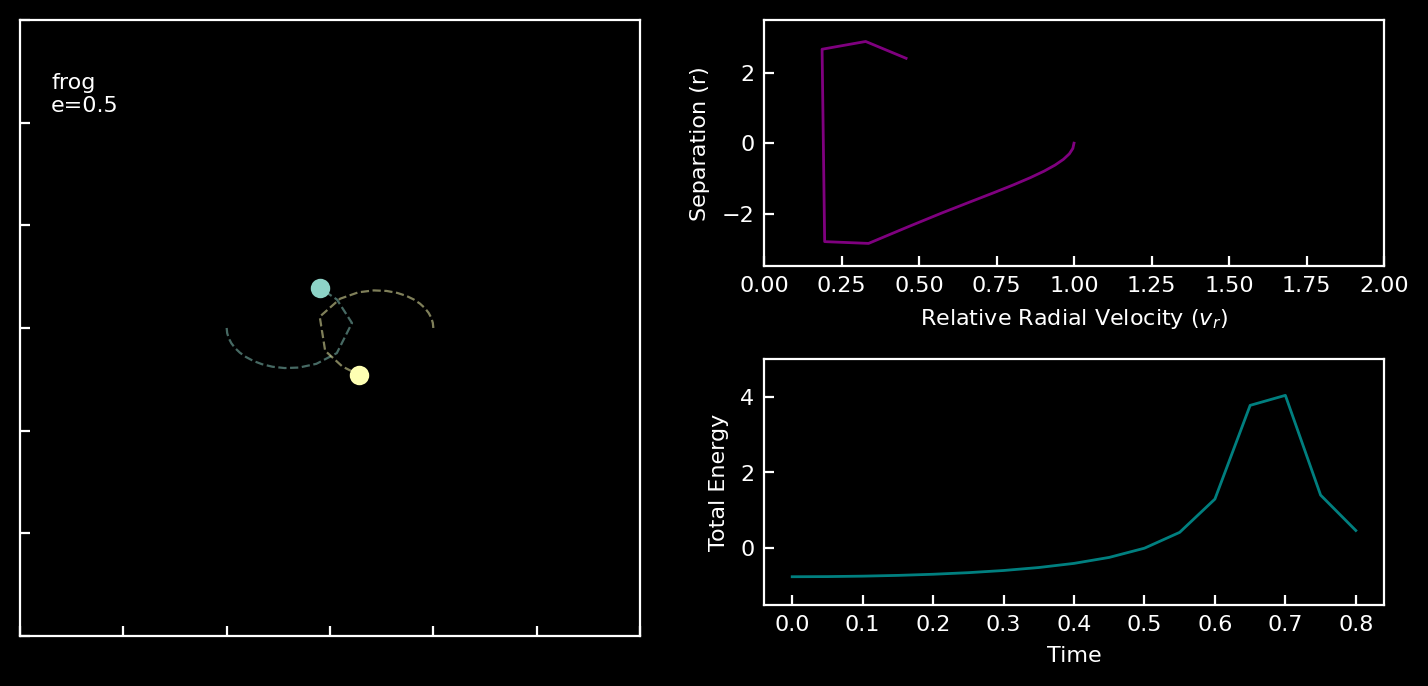 frog
e=0.5
Separation (r)
2
0
−2
0.00 0.25 0.50 0.75 1.00 1.25 1.50 1.75 2.00
Relative Radial Velocity (vᵣ)
Total Energy
4
2
0
0.0 0.1 0.2 0.3 0.4 0.5 0.6 0.7 0.8
Time